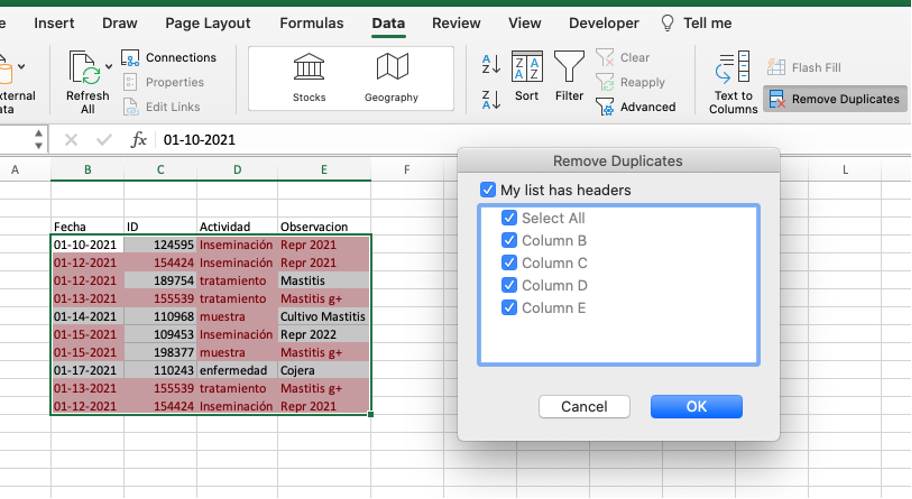 e Insert Draw Page Layout Formulas Data Review View Developer Tell me
xternal
ata
Refresh
All
Connections
Properties
Edit Links
Stocks
Geography
A
Z
Z
A
Z A
A Z
Sort
Filter
Clear
Reapply
Advanced
Text to
Columns
Flash Fill
Remove Duplicates
fx 01-10-2021
A B C D E F L
Fecha ID Actividad Observacion
01-10-2021 124595 Inseminación Repr 2021
01-12-2021 154424 Inseminación Repr 2021
01-12-2021 189754 tratamiento Mastitis
01-13-2021 155539 tratamiento Mastitis g+
01-14-2021 110968 muestra Cultivo Mastitis
01-15-2021 109453 Inseminación Repr 2022
01-15-2021 198377 muestra Mastitis g+
01-17-2021 110243 enfermedad Cojera
01-13-2021 155539 tratamiento Mastitis g+
01-12-2021 154424 Inseminación Repr 2021
Remove Duplicates
My list has headers
Select All
Column B
Column C
Column D
Column E
Cancel OK